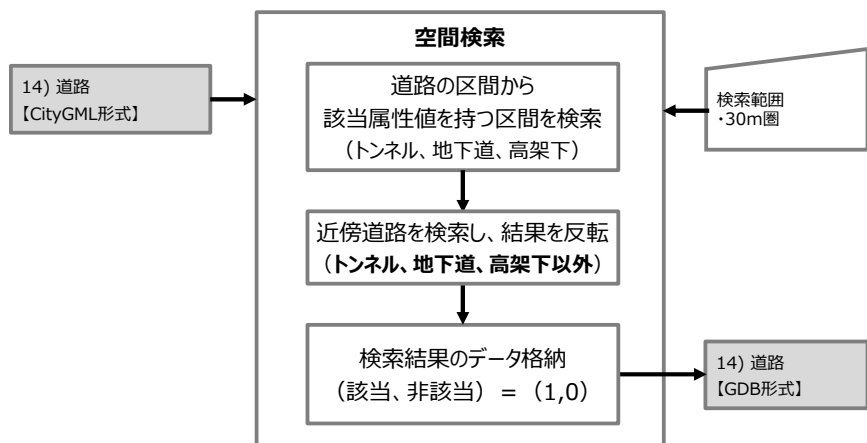 空間検索
14) 道路
【CityGML形式】
道路の区間から
該当属性値を持つ区間を検索
（トンネル、地下道、高架下）
検索範囲
・30m圏
近傍道路を検索し、結果を反転
（トンネル、地下道、高架下以外）
検索結果のデータ格納
（該当、非該当）＝（1,0）
14) 道路
【GDB形式】